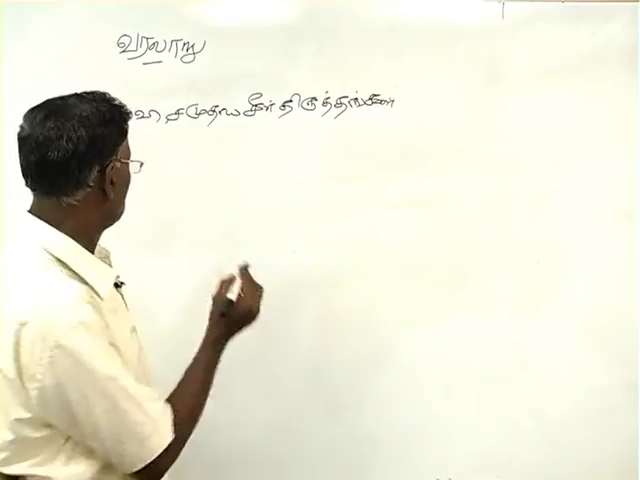 வரலாறு
சமுதாய சீர்திருத்தங்கள்